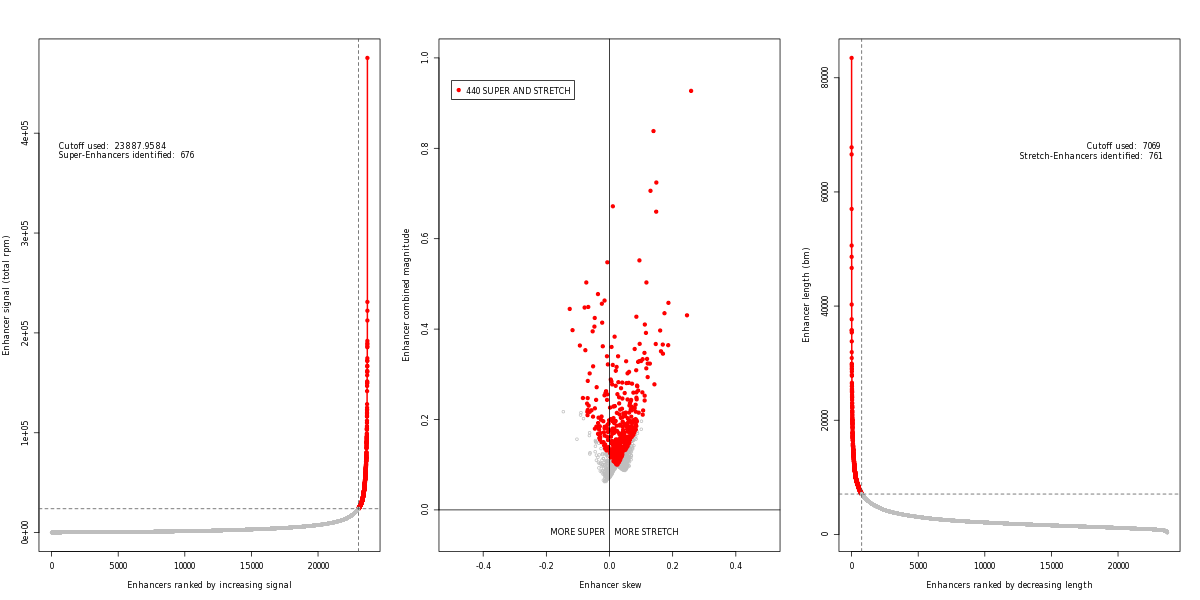 Enhancer signal (total rpm)
0e+00
1e+05
2e+05
3e+05
4e+05
Cutoff used: 23887.9584
Super-Enhancers identified: 676
0
5000
10000
15000
20000
Enhancers ranked by increasing signal
Enhancer combined magnitude
0.0
0.2
0.4
0.6
0.8
1.0
440 SUPER AND STRETCH
MORE SUPER
MORE STRETCH
-0.4
-0.2
0.0
0.2
0.4
Enhancer skew
Enhancer length (bm)
0
20000
40000
60000
80000
Cutoff used: 7069
Stretch-Enhancers identified: 761
0
5000
10000
15000
20000
Enhancers ranked by decreasing length